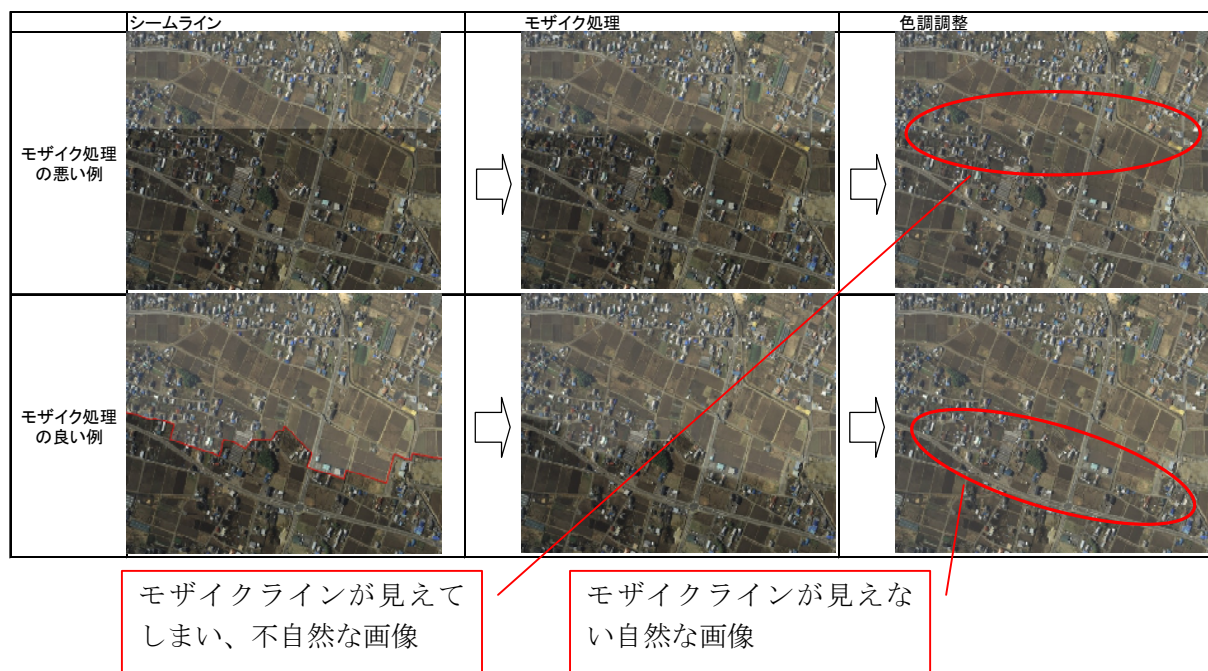 シームライン
モザイク処理
色調調整
モザイク処理
の悪い例
モザイク処理
の良い例
モザイクラインが見えて
しまい、不自然な画像
モザイクラインが見えな
い自然な画像